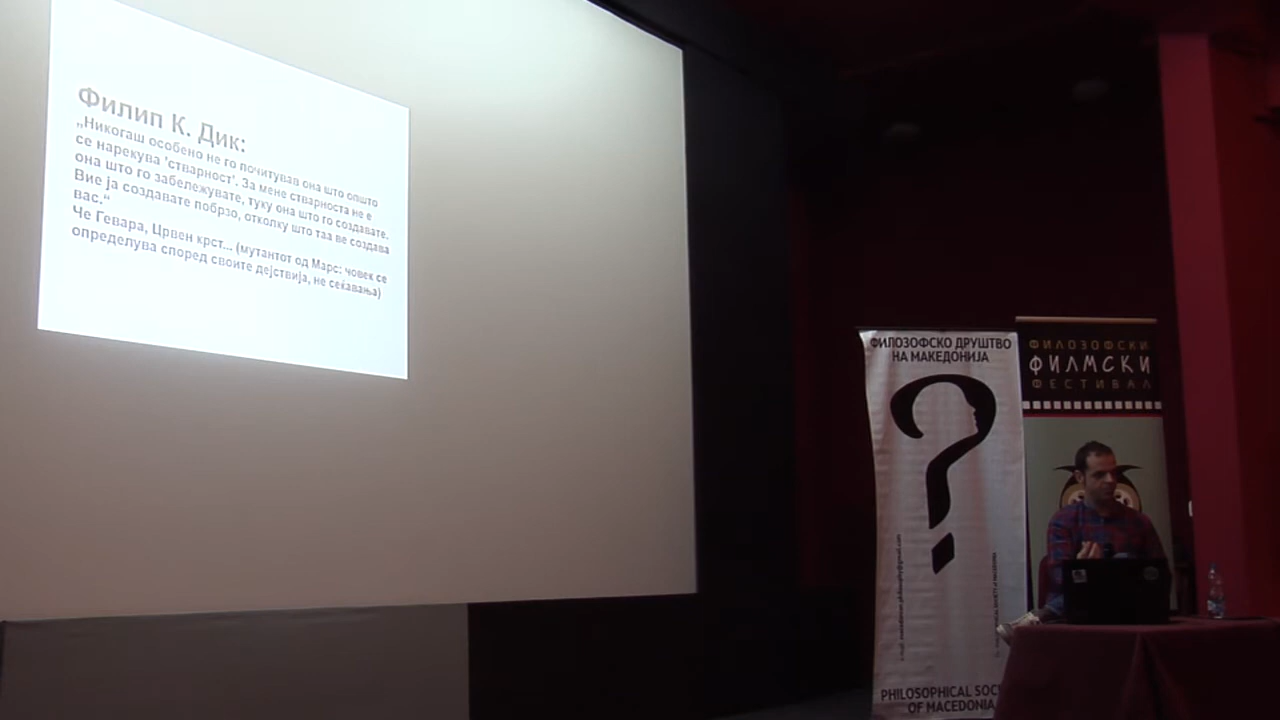 Филип К. Дик:
„Никогаш особено не го почитував она што општо
се нарекува 'стварност'. За мене стварноста не е
она што го забележувате, туку она што го создавате.
Вие ја создавате побрзо, отколку што таа ве создава
вас.“
Че Гевара, Црвен крст... (мутантот од Марс: човек се
определува според своите дејствија, не сеќавања)
ФИЛОЗОФСКО ДРУШТВО
НА МАКЕДОНИЈА
PHILOSOPHICAL SOC
OF MACEDONIA
ФИЛОЗОФСКИ
ФИЛМСКИ
ФЕСТИВАЛ